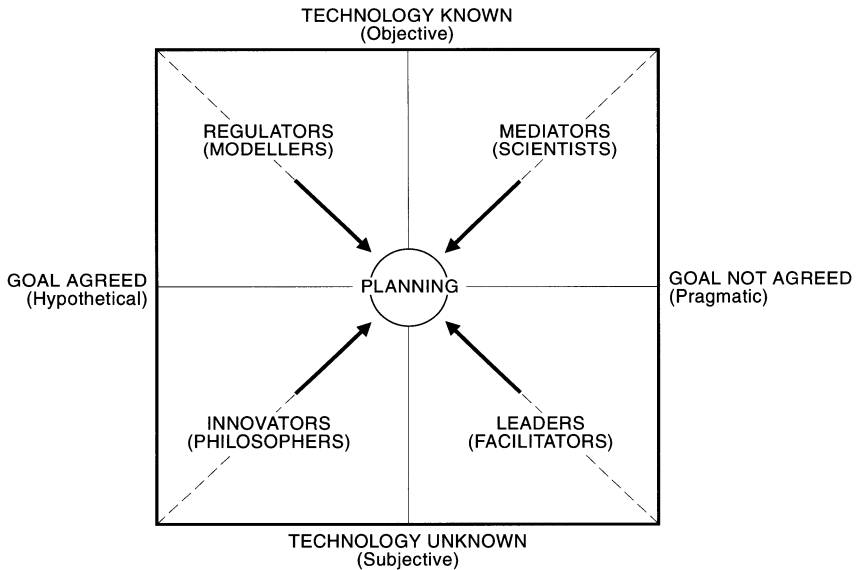 TECHNOLOGY KNOWN
(Objective)
REGULATORS
(MODELLERS)
MEDIATORS
(SCIENTISTS)
GOAL AGREED
(Hypothetical)
PLANNING
GOAL NOT AGREED
(Pragmatic)
INNOVATORS
(PHILOSOPHERS)
LEADERS
(FACILITATORS)
TECHNOLOGY UNKNOWN
(Subjective)